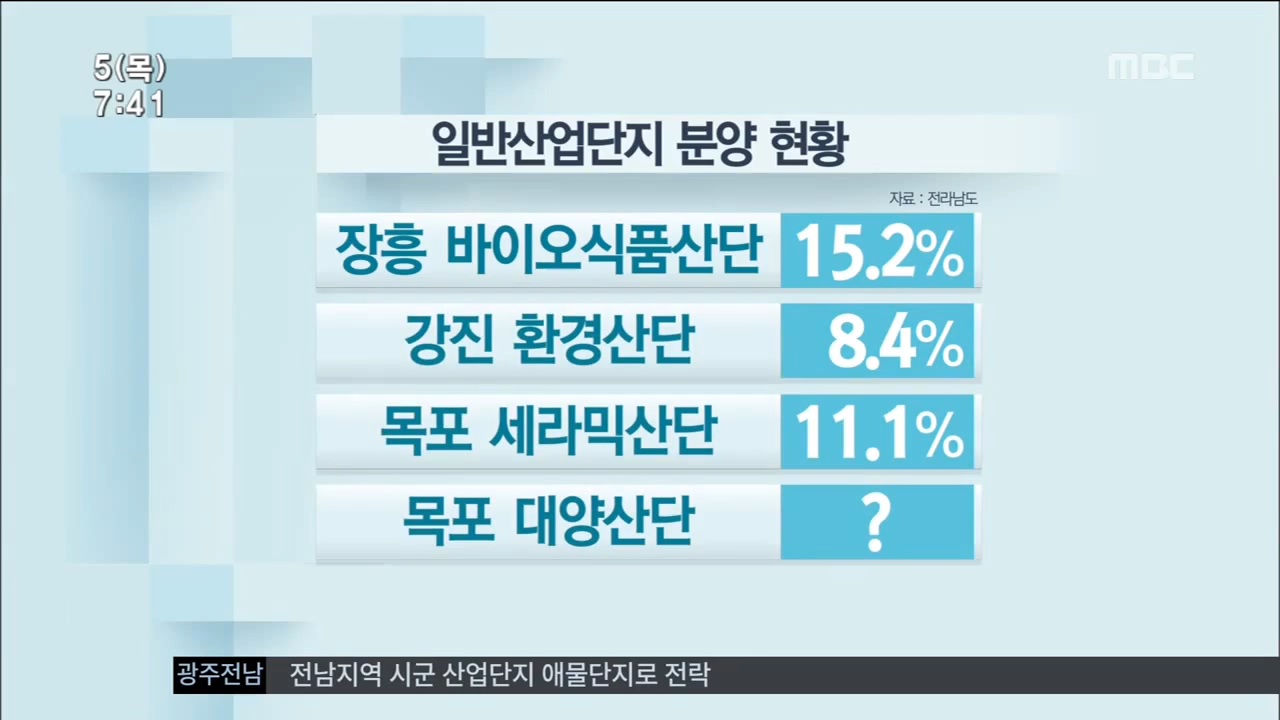 5(목)
7:41
MBC
일반산업단지 분양 현황
자료 : 전라남도
장흥 바이오식품산단 15.2%
강진 환경산단 8.4%
목포 세라믹산단 11.1%
목포 대양산단 ?
광주전남 전남지역 시군 산업단지 애물단지로 전락